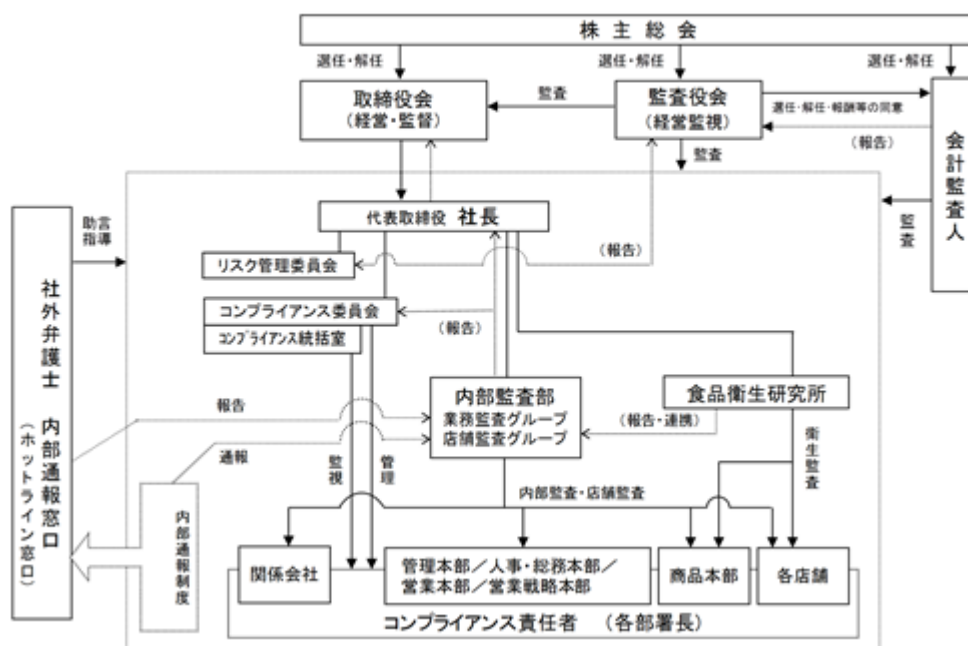 株主総会
選任・解任
選任・解任
選任・解任
取締役会
（経営・監督）
監査
監査役会
（経営監視）
選任・解任・報酬等の同意
（報告）
監査
会計監査人
監査
代表取締役 社長
助言
指導
リスク管理委員会
（報告）
コンプライアンス委員会
コンプライアンス統括室
（報告）
社外弁護士 内部通報窓口
（ホットライン窓口）
内部監査部
業務監査グループ
店舗監査グループ
食品衛生研究所
報告
（報告・連携）
通報
監視
管理
衛生監査
内部監査・店舗監査
内部通報制度
関係会社
管理本部／人事・総務本部／
営業本部／営業戦略本部
商品本部
各店舗
コンプライアンス責任者 （各部署長）